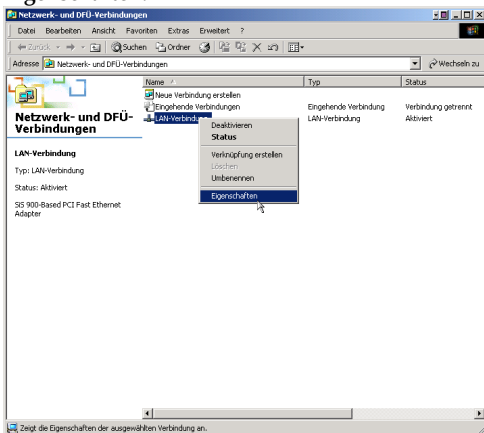 Netzwerk- und DFÜ-Verbindungen
Datei Bearbeiten Ansicht Favoriten Extras Erweitert ?
Zurück Suchen Ordner
Adresse Netzwerk- und DFÜ-Verbindungen Wechseln zu
Netzwerk- und DFÜ-
Verbindungen
LAN-Verbindung
Typ: LAN-Verbindung
Status: Aktiviert
SiS 900-Based PCI Fast Ethernet
Adapter
Name Typ Status
Neue Verbindung erstellen
Eingehende Verbindungen Eingehende Verbindung Verbindung getrennt
LAN-Verbindung LAN-Verbindung Aktiviert
Deaktivieren
Status
Verknüpfung erstellen
Löschen
Umbenennen
Eigenschaften
Zeigt die Eigenschaften der ausgewählten Verbindung an.